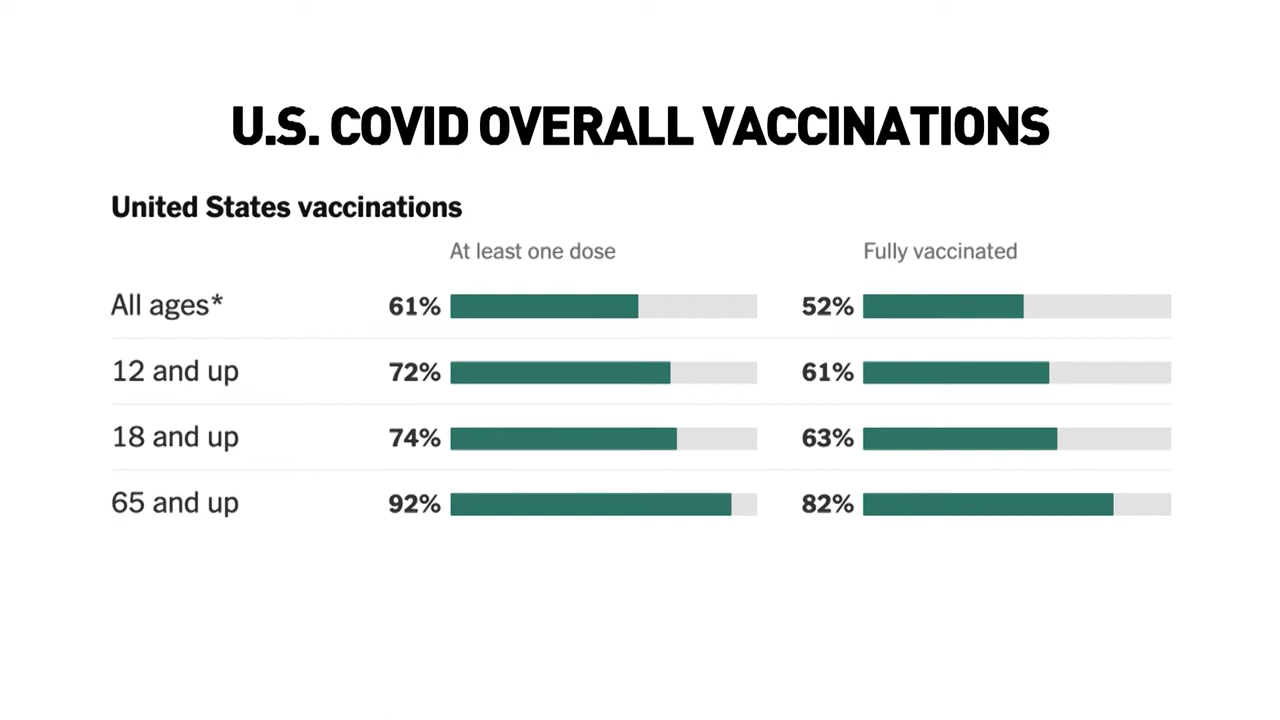 U.S. COVID OVERALL VACCINATIONS
United States vaccinations
At least one dose Fully vaccinated
All ages* 61% 52%
12 and up 72% 61%
18 and up 74% 63%
65 and up 92% 82%